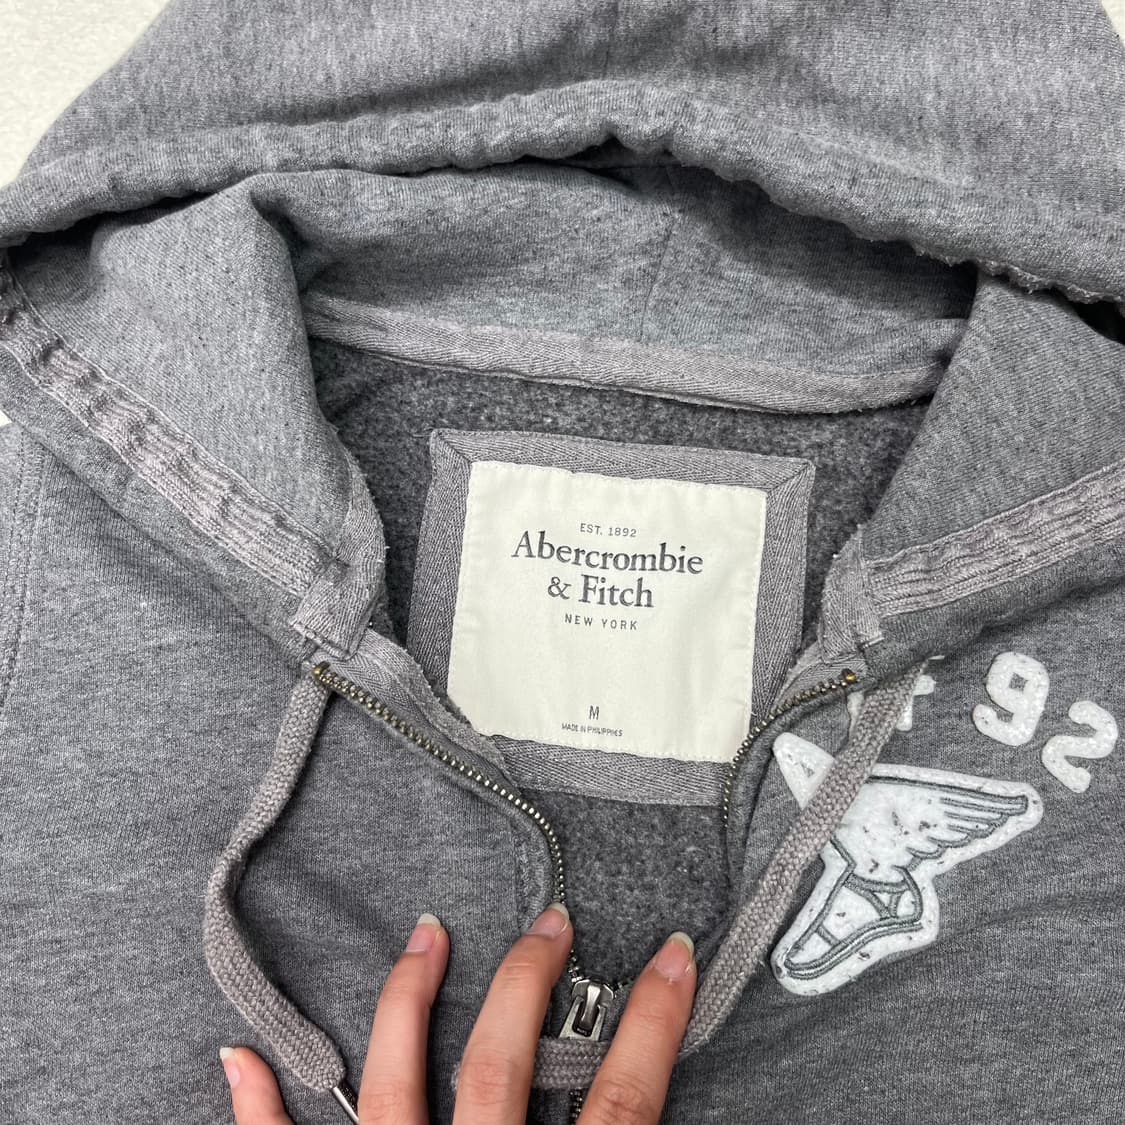 EST. 1892
Abercrombie
& Fitch
NEW YORK
M
MADE IN PHILIPPINES
92